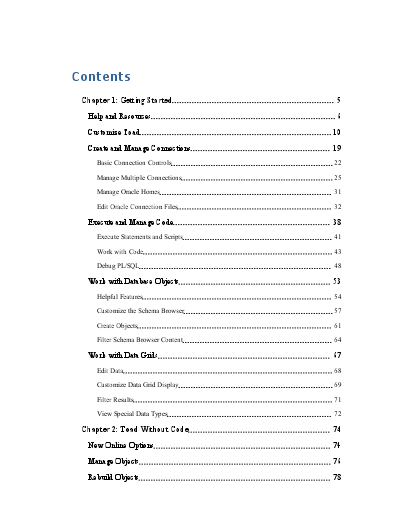 Contents
Chapter 1: Getting Started 5
Help and Resources 6
Customize Toad 10
Create and Manage Connections 19
Basic Connection Controls 22
Manage Multiple Connections 25
Manage Oracle Homes 31
Edit Oracle Connection Files 32
Execute and Manage Code 38
Execute Statements and Scripts 41
Work with Code 43
Debug PL/SQL 48
Work with Database Objects 53
Helpful Features 54
Customize the Schema Browser 57
Create Objects 61
Filter Schema Browser Content 64
Work with Data Grids 67
Edit Data 68
Customize Data Grid Display 69
Filter Results 71
View Special Data Types 72
Chapter 2: Toad Without Code 74
New Online Options 76
Manage Objects 76
Rebuild Objects 78